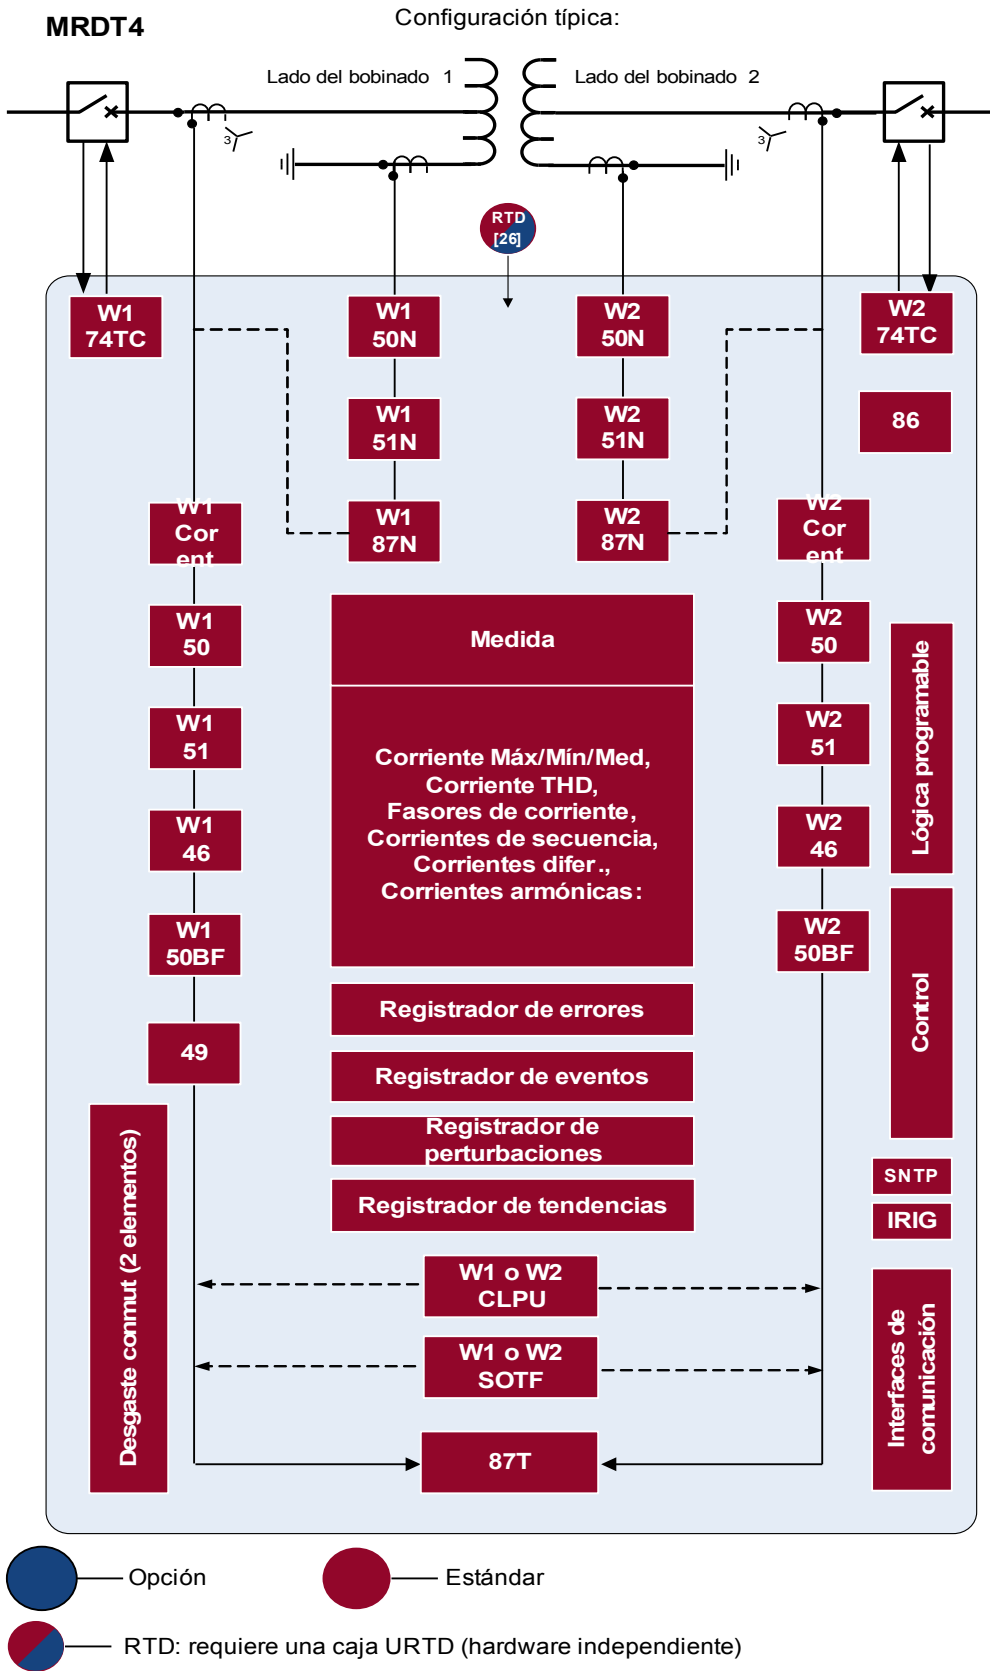 MRDT4
Configuración típica:
Lado del bobinado 1
Lado del bobinado 2
3
3
RTD
[26]
W1
74TC
W1
50N
W2
50N
W2
74TC
W1
51N
W2
51N
86
W1
Cor
ent
W1
87N
W2
87N
W2
Cor
ent
W1
50
Medida
W2
50
Lógica programable
W1
51
Corriente Máx/Mín/Med,
Corriente THD,
Fasores de corriente,
Corrientes de secuencia,
Corrientes difer.,
Corrientes armónicas:
W2
51
W1
46
W2
46
W1
50BF
W2
50BF
Control
Registrador de errores
49
Registrador de eventos
Registrador de
perturbaciones
Desgaste conmut (2 elementos)
SNTP
Registrador de tendencias
IRIG
W1 o W2
CLPU
W1 o W2
SOTF
Interfaces de
comunicación
87T
Opción
Estándar
RTD: requiere una caja URTD (hardware independiente)